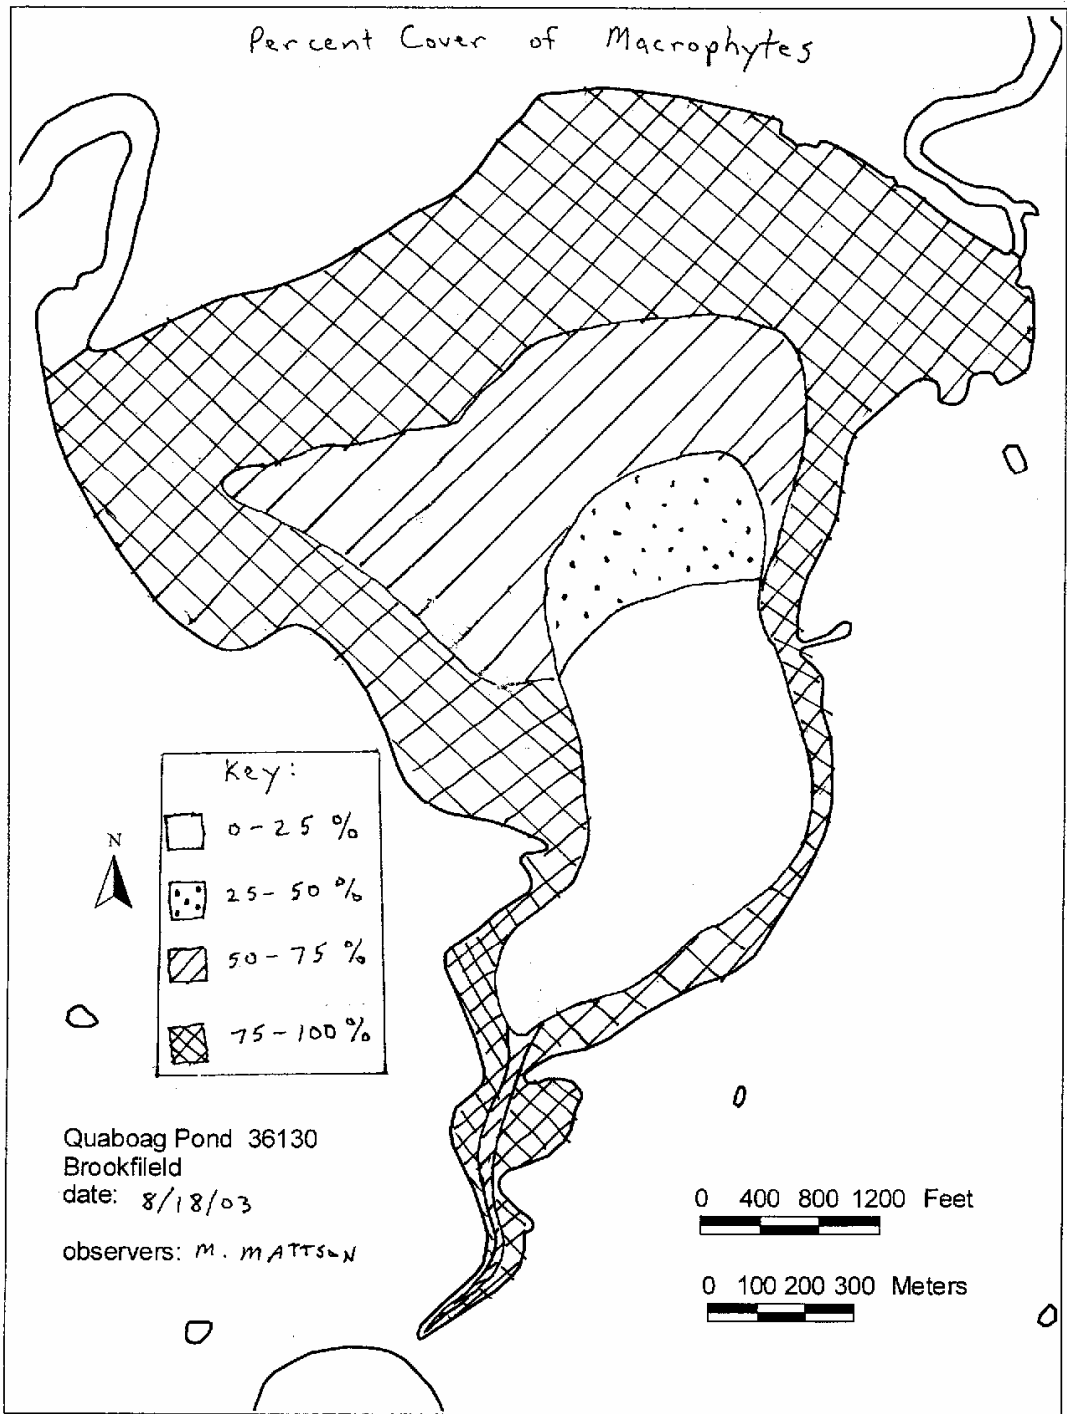 Percent Cover of Macrophytes
Key:
0-25 %
25-50 %
50-75 %
75-100 %
N
Quaboag Pond 36130
Brookfileld
date: 8/18/03
observers: M. MATTSON
0 400 800 1200 Feet
0 100 200 300 Meters